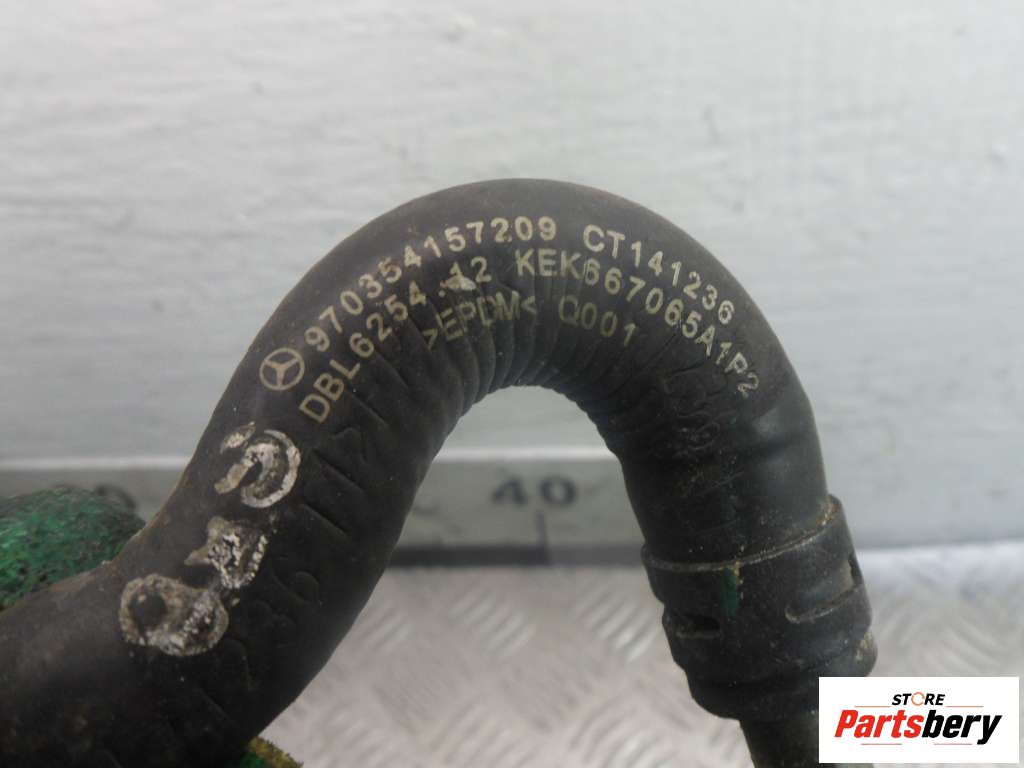 970354157209 CT141236
DBL6254.12 KEK667065A1P2
>EPDM< Q001
40
STORE
Partsbery